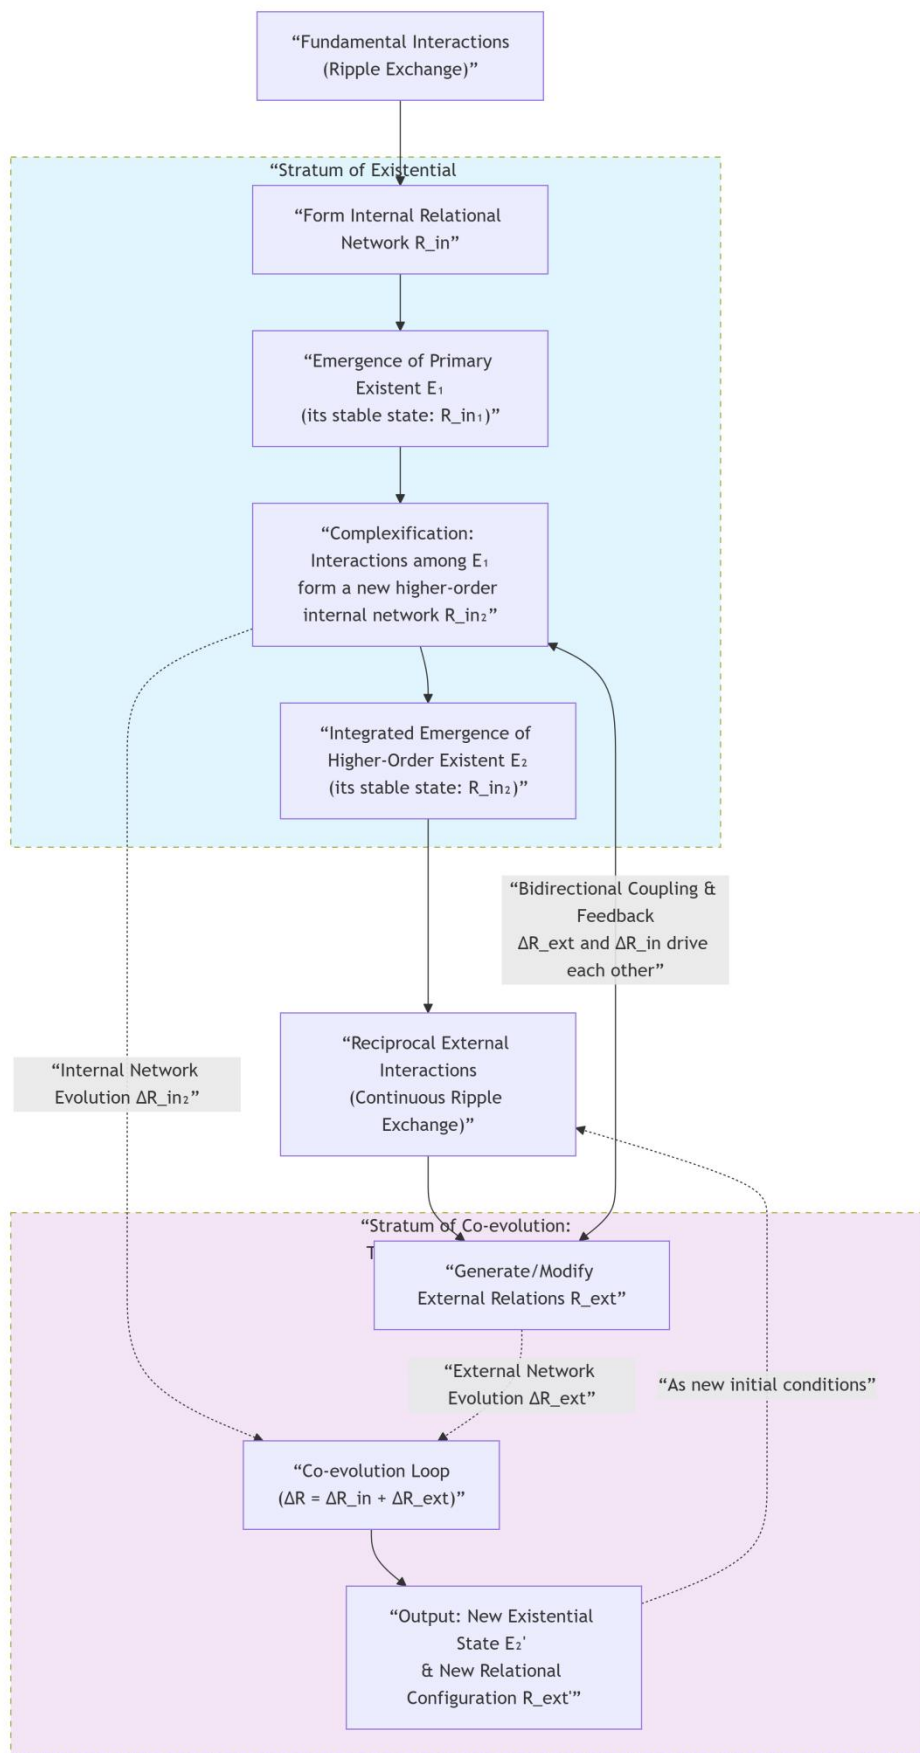 “Fundamental Interactions
(Ripple Exchange)”
“Stratum of Existential
“Form Internal Relational
Network R_in”
“Emergence of Primary
Existent E₁
(its stable state: R_in₁)”
“Complexification:
Interactions among E₁
form a new higher-order
internal network R_in₂”
“Integrated Emergence of
Higher-Order Existent E₂
(its stable state: R_in₂)”
“Bidirectional Coupling &
Feedback
ΔR_ext and ΔR_in drive
each other”
“Reciprocal External
Interactions
(Continuous Ripple
Exchange)”
“Internal Network
Evolution ΔR_in₂”
“Stratum of Co-evolution:
“Generate/Modify
External Relations R_ext”
“External Network
Evolution ΔR_ext”
“As new initial conditions”
“Co-evolution Loop
(ΔR = ΔR_in + ΔR_ext)”
“Output: New Existential
State E₂'
& New Relational
Configuration R_ext'”